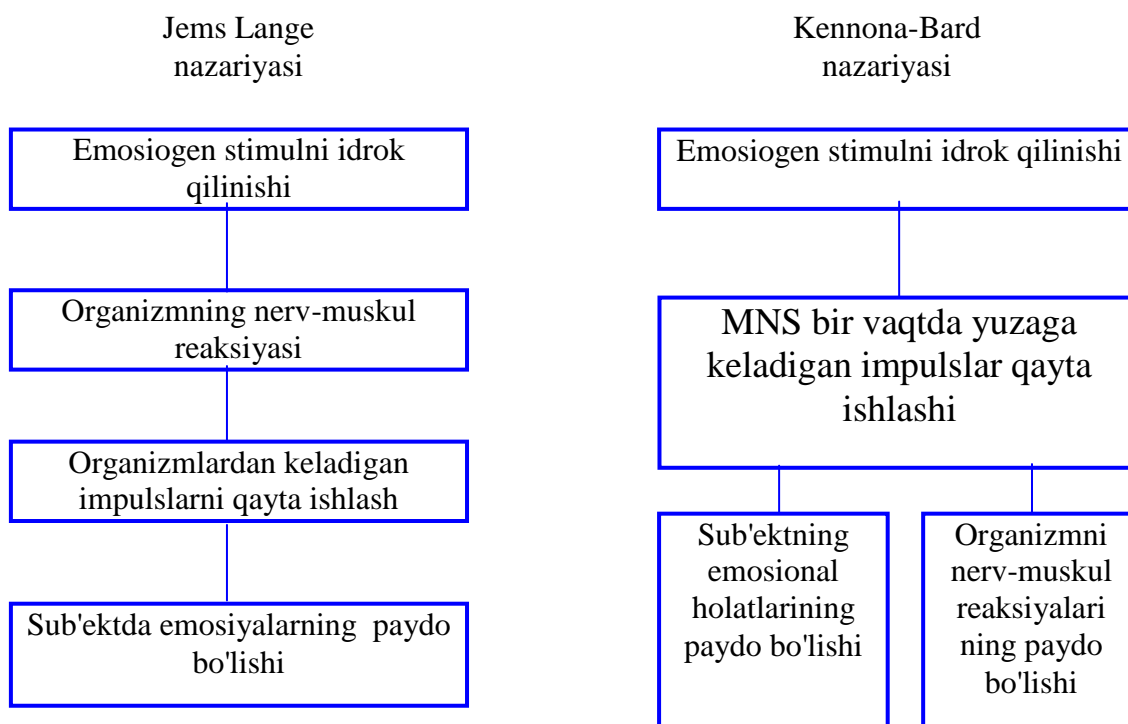 Jems Lange
nazariyasi
Emosiogen stimulni idrok
qilinishi
Organizmning nerv-muskul
reaksiyasi
Organizmlardan keladigan
impulslarni qayta ishlash
Sub'ektda emosiyalarning paydo
bo'lishi
Kennona-Bard
nazariyasi
Emosiogen stimulni idrok qilinishi
MNS bir vaqtda yuzaga
keladigan impulslar qayta
ishlashi
Sub'ektning
emosional
holatlarining
paydo bo'lishi
Organizmni
nerv-muskul
reaksiyalari
ning paydo
bo'lishi